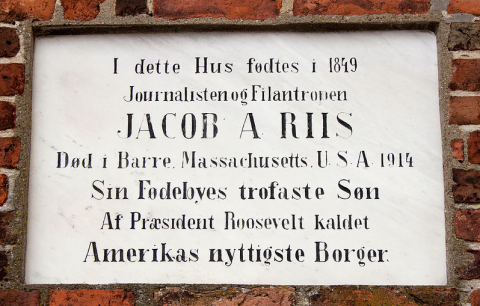 I dette Hus fødtes i 1849
Journalisten og Filantropen
JACOB A RIIS
Død i Barre, Massachusetts, U.S.A. 1914
Sin Fødebyes trofaste Søn
Af Præsident Roosevelt kaldet
Amerikas nyttigste Borger.